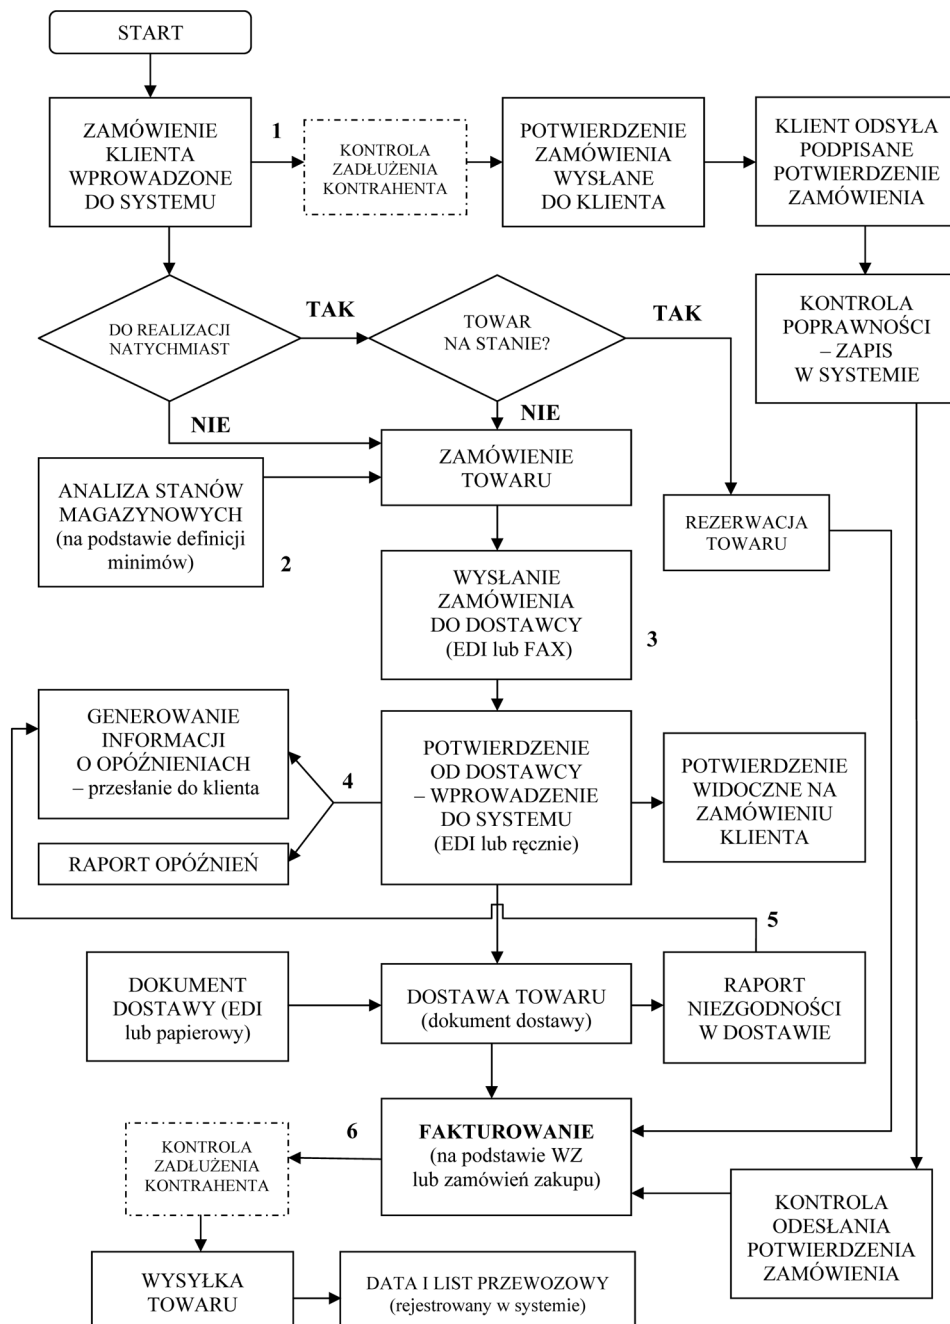 START
ZAMÓWIENIE
KLIENTA
WPROWADZONE
DO SYSTEMU
1
KONTROLA
ZADŁUŻENIA
KONTRAHENTA
POTWIERDZENIE
ZAMÓWIENIA
WYSŁANE
DO KLIENTA
KLIENT ODSYŁA
PODPISANE
POTWIERDZENIE
ZAMÓWIENIA
DO REALIZACJI
NATYCHMIAST
TAK
TOWAR
NA STANIE?
TAK
KONTROLA
POPRAWNOŚCI
– ZAPIS
W SYSTEMIE
NIE
NIE
ZAMÓWIENIE
TOWARU
ANALIZA STANÓW
MAGAZYNOWYCH
(na podstawie definicji
minimów)
2
REZERWACJA
TOWARU
WYSŁANIE
ZAMÓWIENIA
DO DOSTAWCY
(EDI lub FAX)
3
GENEROWANIE
INFORMACJI
O OPÓŹNIENIACH
– przesłanie do klienta
4
POTWIERDZENIE
OD DOSTAWCY
– WPROWADZENIE
DO SYSTEMU
(EDI lub ręcznie)
POTWIERDZENIE
WIDOCZNE NA
ZAMÓWIENIU
KLIENTA
RAPORT OPÓŹNIEŃ
5
DOKUMENT
DOSTAWY (EDI
lub papierowy)
DOSTAWA TOWARU
(dokument dostawy)
RAPORT
NIEZGODNOŚCI
W DOSTAWIE
6
KONTROLA
ZADŁUŻENIA
KONTRAHENTA
FAKTUROWANIE
(na podstawie WZ
lub zamówień zakupu)
KONTROLA
ODESŁANIA
POTWIERDZENIA
ZAMÓWIENIA
WYSYŁKA
TOWARU
DATA I LIST PRZEWOZOWY
(rejestrowany w systemie)